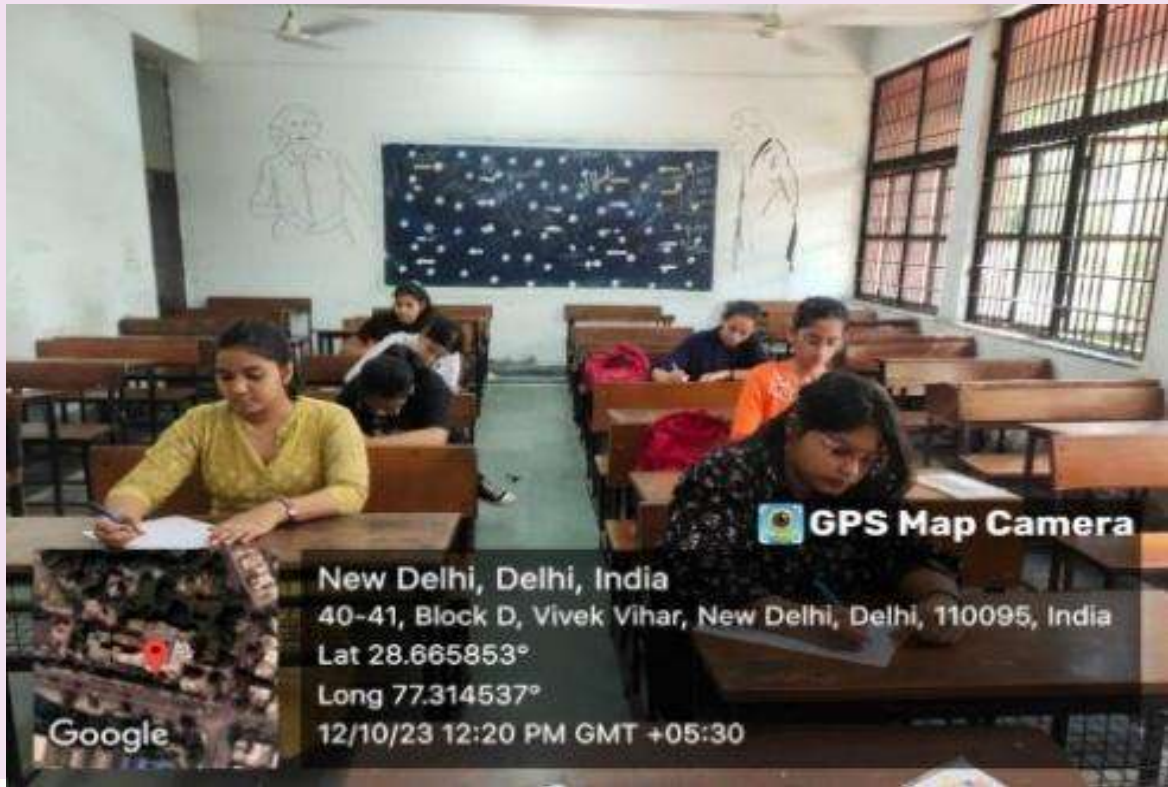 GPS Map Camera
New Delhi, Delhi, India
40-41, Block D, Vivek Vihar, New Delhi, Delhi, 110095, India
Lat 28.665853°
Long 77.314537°
12/10/23 12:20 PM GMT +05:30
Google